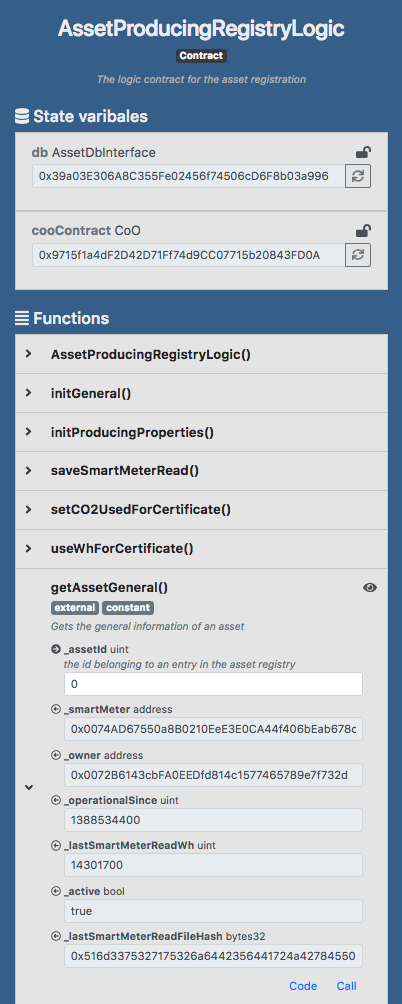 AssetProducingRegistryLogic
Contract
The logic contract for the asset registration
State varibales
db AssetDbInterface
0x39a03E306A8C355Fe02456f74506cD6F8b03a996
cooContract CoO
0x9715f1a4dF2D42D71Ff74d9CC07715b20843FD0A
Functions
AssetProducingRegistryLogic()
initGeneral()
initProducingProperties()
saveSmartMeterRead()
setCO2UsedForCertificate()
useWhForCertificate()
getAssetGeneral()
external constant
Gets the general information of an asset
_assetId uint
the id belonging to an entry in the asset registry
0
_smartMeter address
0x0074AD67550a8B0210EeE3E0CA44f406bEab678c
_owner address
0x0072B6143cbFA0EEDfd814c1577465789e7f732d
_operationalSince uint
1388534400
_lastSmartMeterReadWh uint
14301700
_active bool
true
_lastSmartMeterReadFileHash bytes32
0x516d3375327175326a6442356441724a42784550
Code Call